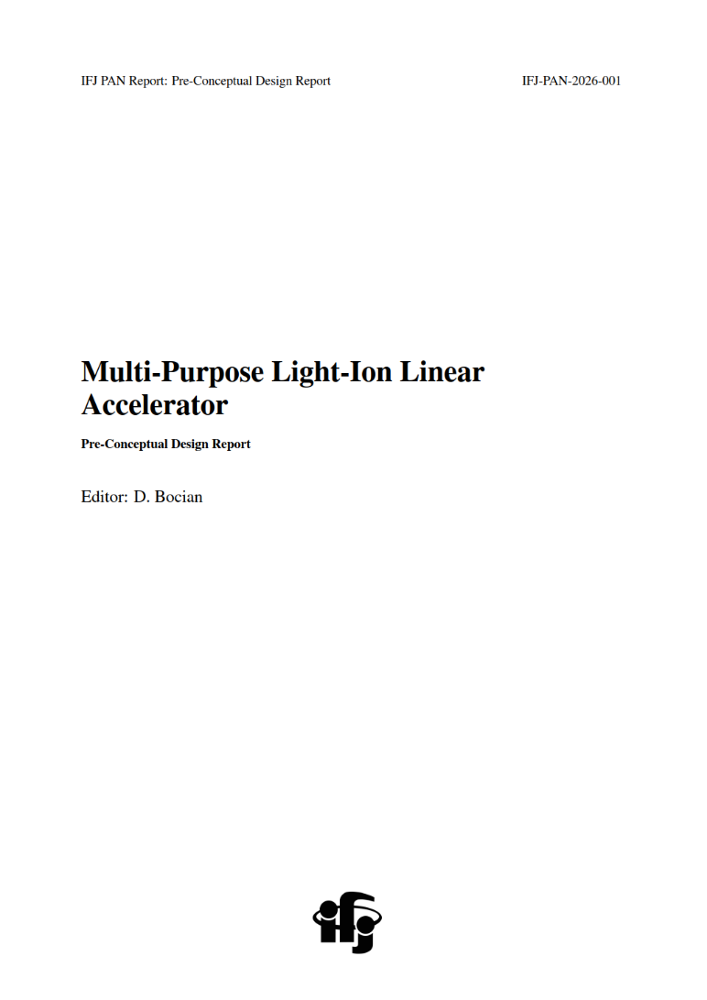 IFJ PAN Report: Pre-Conceptual Design Report IFJ-PAN-2026-001
Multi-Purpose Light-Ion Linear
Accelerator
Pre-Conceptual Design Report
Editor: D. Bocian
ifj